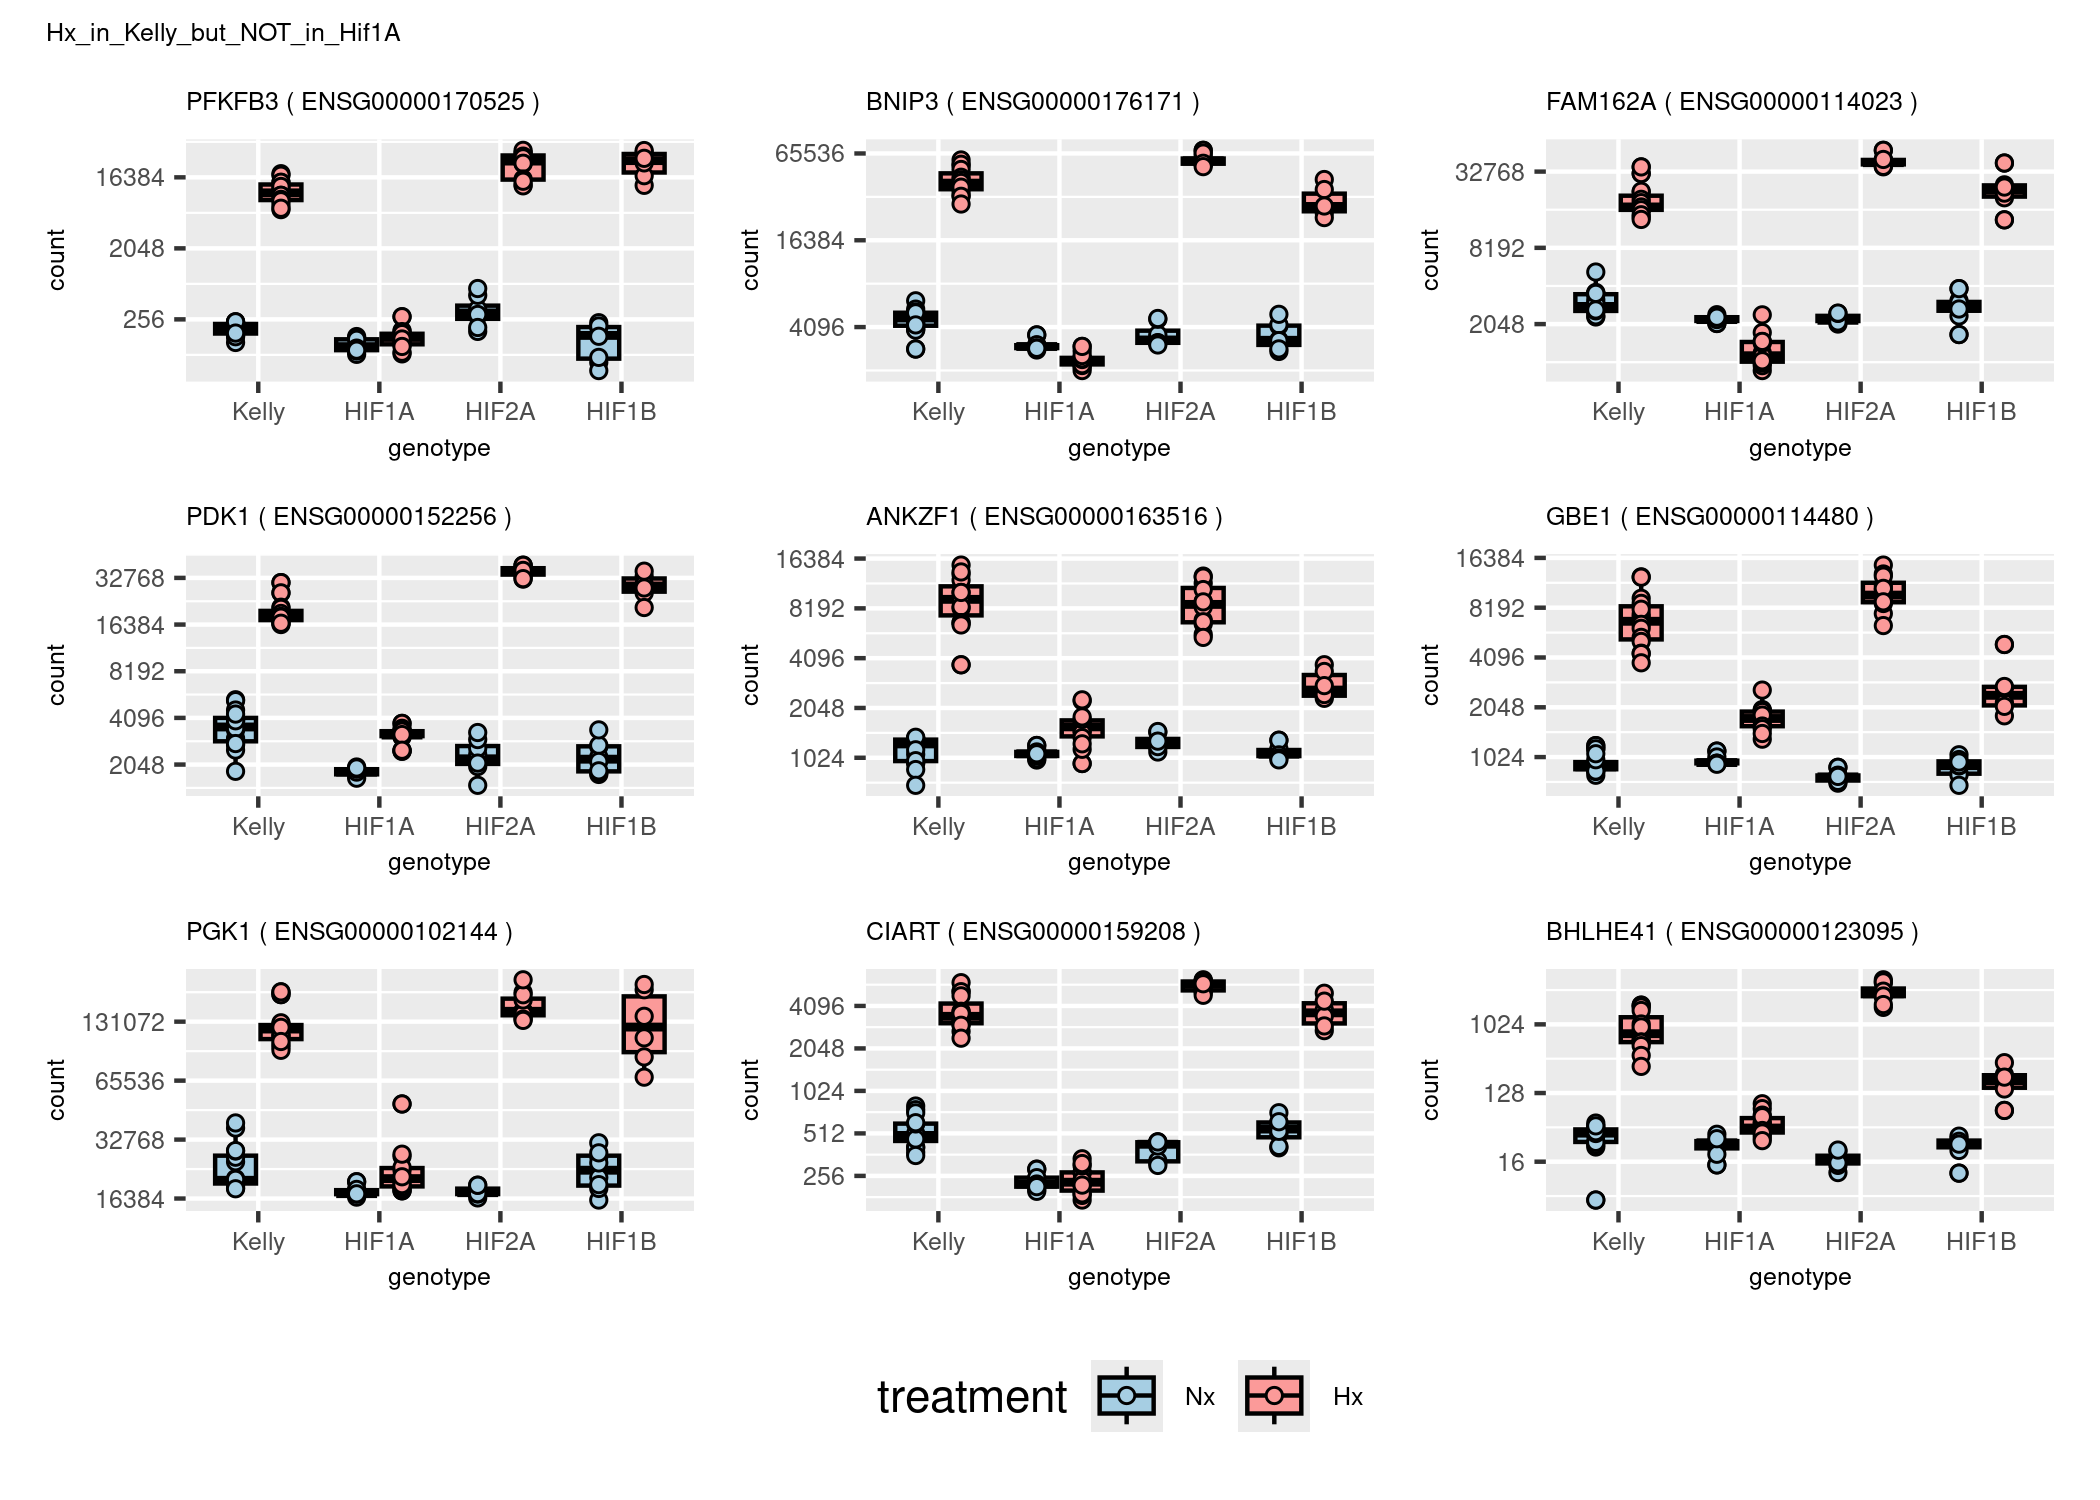 Hx_in_Kelly_but_NOT_in_Hif1A
PFKFB3 ( ENSG00000170525 )
16384
2048
256
count
Kelly HIF1A HIF2A HIF1B
genotype
BNIP3 ( ENSG00000176171 )
65536
16384
4096
count
Kelly HIF1A HIF2A HIF1B
genotype
FAM162A ( ENSG00000114023 )
32768
8192
2048
count
Kelly HIF1A HIF2A HIF1B
genotype
PDK1 ( ENSG00000152256 )
32768
16384
8192
4096
2048
count
Kelly HIF1A HIF2A HIF1B
genotype
ANKZF1 ( ENSG00000163516 )
16384
8192
4096
2048
1024
count
Kelly HIF1A HIF2A HIF1B
genotype
GBE1 ( ENSG00000114480 )
16384
8192
4096
2048
1024
count
Kelly HIF1A HIF2A HIF1B
genotype
PGK1 ( ENSG00000102144 )
131072
65536
32768
16384
count
Kelly HIF1A HIF2A HIF1B
genotype
CIART ( ENSG00000159208 )
4096
2048
1024
512
256
count
Kelly HIF1A HIF2A HIF1B
genotype
BHLHE41 ( ENSG00000123095 )
1024
128
16
count
Kelly HIF1A HIF2A HIF1B
genotype
treatment Nx Hx